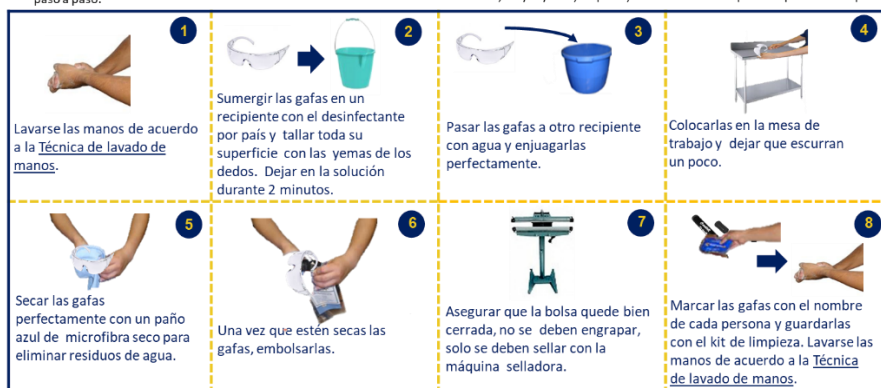 paso a paso.
1
Lavarse las manos de acuerdo
a la Técnica de lavado de
manos.
2
Sumergir las gafas en un
recipiente con el desinfectante
por país y tallar toda su
superficie con las yemas de los
dedos. Dejar en la solución
durante 2 minutos.
3
Pasar las gafas a otro recipiente
con agua y enjuagarlas
perfectamente.
4
Colocarlas en la mesa de
trabajo y dejar que escurran
un poco.
5
Secar las gafas
perfectamente con un paño
azul de microfibra seco para
eliminar residuos de agua.
6
Una vez que estén secas las
gafas, embolsarlas.
7
Asegurar que la bolsa quede bien
cerrada, no se deben engrapar,
solo se deben sellar con la
máquina selladora.
8
Marcar las gafas con el nombre
de cada persona y guardarlas
con el kit de limpieza. Lavarse las
manos de acuerdo a la Técnica
de lavado de manos.